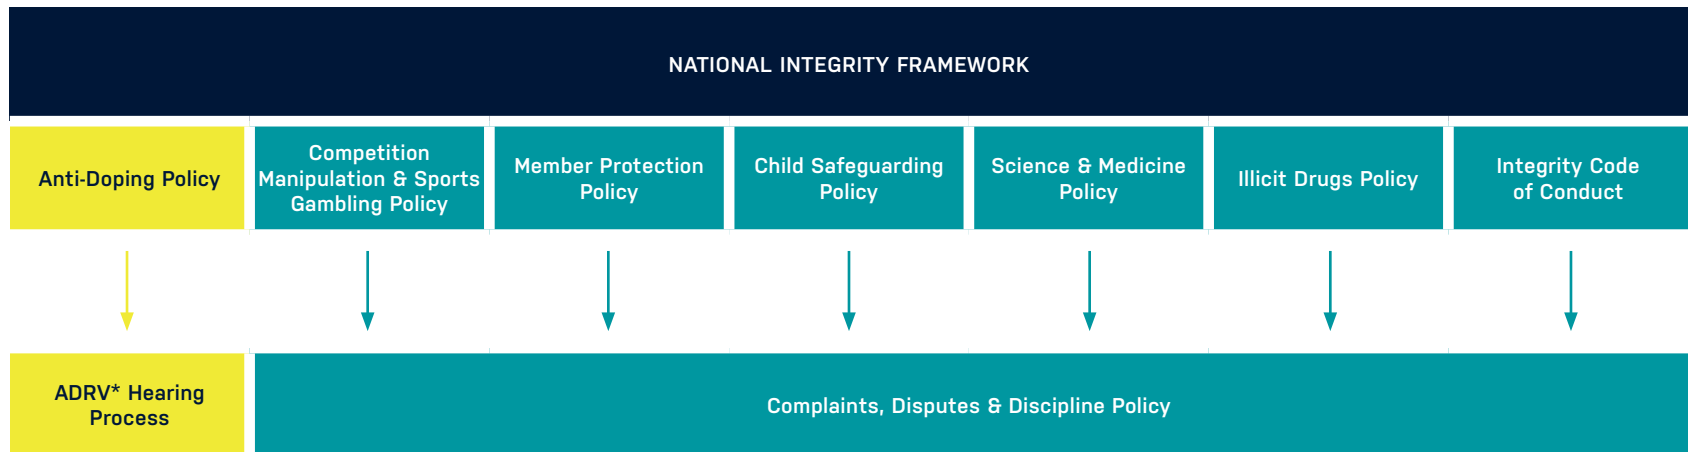 NATIONAL INTEGRITY FRAMEWORK
Anti-Doping Policy
Competition
Manipulation & Sports
Gambling Policy
Member Protection
Policy
Child Safeguarding
Policy
Science & Medicine
Policy
Illicit Drugs Policy
Integrity Code
of Conduct
ADRV* Hearing
Process
Complaints, Disputes & Discipline Policy